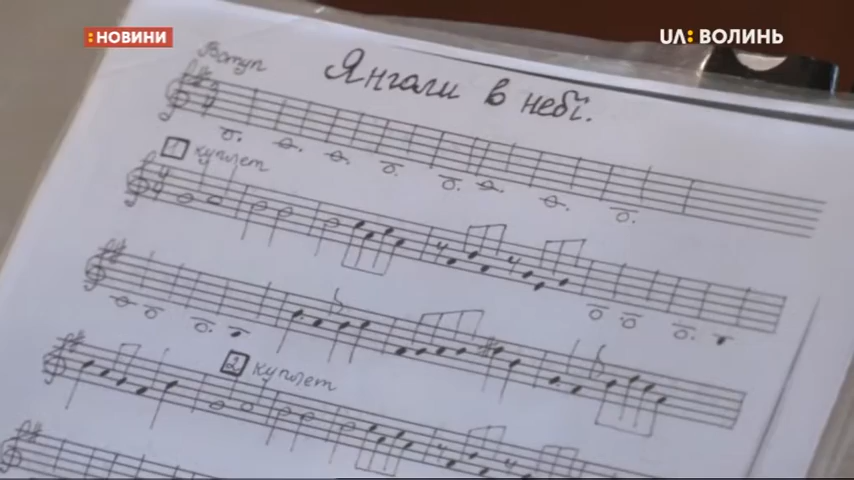 :НОВИНИ
UA: ВОЛИНЬ
Вступ
Янголи в небі.
1 куплет
2 куплет